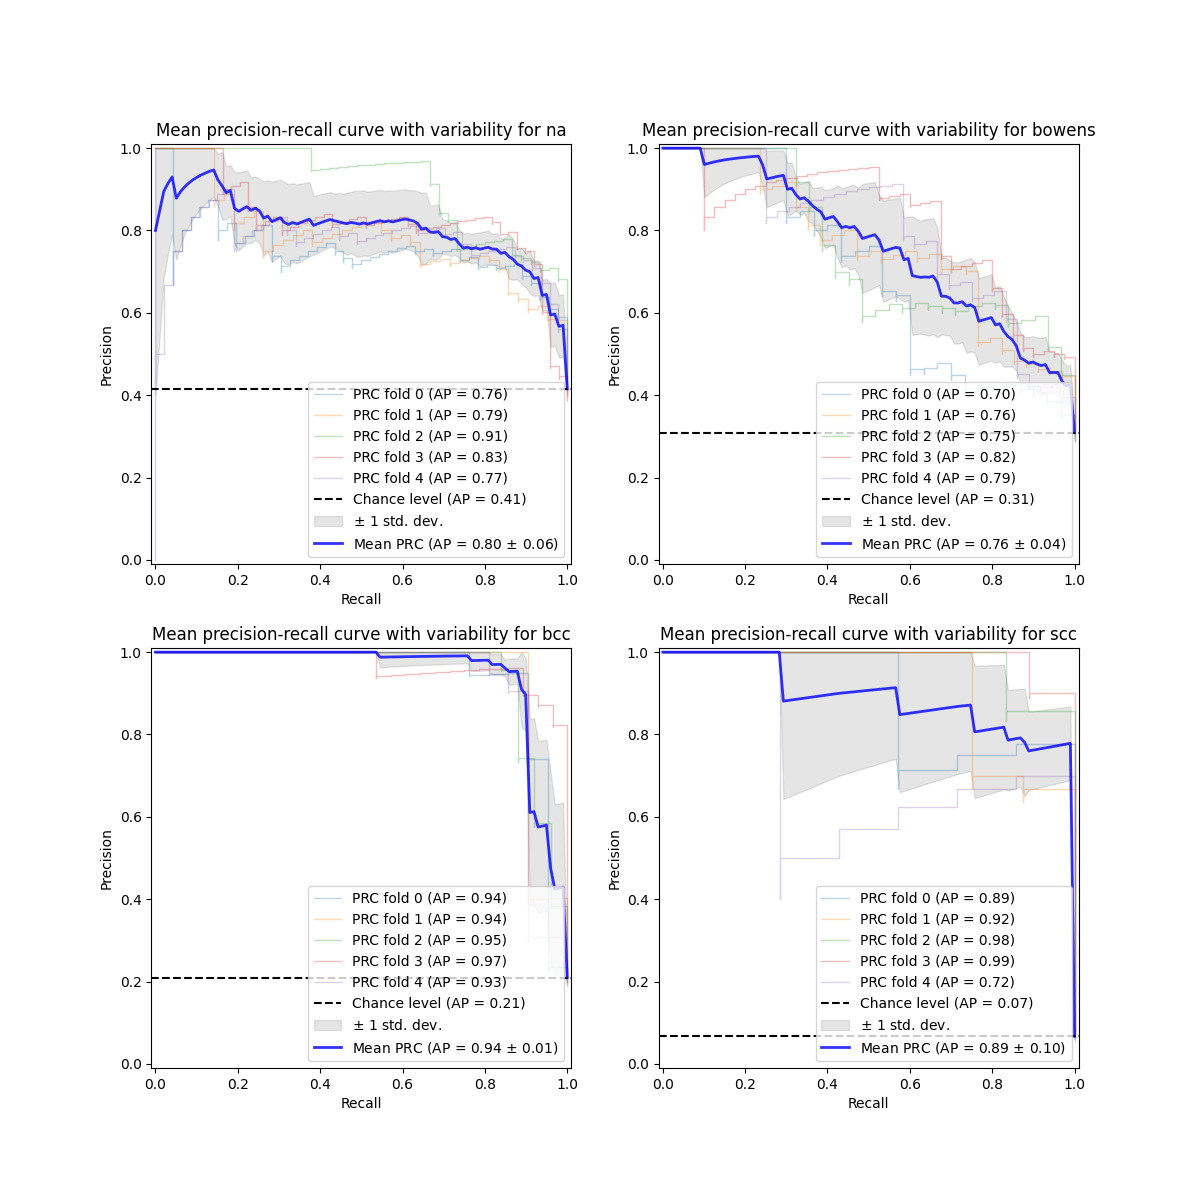 Mean precision-recall curve with variability for na
1.0
0.8
0.6
0.4
0.2
0.0
Precision
PRC fold 0 (AP = 0.76)
PRC fold 1 (AP = 0.79)
PRC fold 2 (AP = 0.91)
PRC fold 3 (AP = 0.83)
PRC fold 4 (AP = 0.77)
Chance level (AP = 0.41)
± 1 std. dev.
Mean PRC (AP = 0.80 ± 0.06)
0.0 0.2 0.4 0.6 0.8 1.0
Recall
Mean precision-recall curve with variability for bowens
1.0
0.8
0.6
0.4
0.2
0.0
Precision
PRC fold 0 (AP = 0.70)
PRC fold 1 (AP = 0.76)
PRC fold 2 (AP = 0.75)
PRC fold 3 (AP = 0.82)
PRC fold 4 (AP = 0.79)
Chance level (AP = 0.31)
± 1 std. dev.
Mean PRC (AP = 0.76 ± 0.04)
0.0 0.2 0.4 0.6 0.8 1.0
Recall
Mean precision-recall curve with variability for bcc
1.0
0.8
0.6
0.4
0.2
0.0
Precision
PRC fold 0 (AP = 0.94)
PRC fold 1 (AP = 0.94)
PRC fold 2 (AP = 0.95)
PRC fold 3 (AP = 0.97)
PRC fold 4 (AP = 0.93)
Chance level (AP = 0.21)
± 1 std. dev.
Mean PRC (AP = 0.94 ± 0.01)
0.0 0.2 0.4 0.6 0.8 1.0
Recall
Mean precision-recall curve with variability for scc
1.0
0.8
0.6
0.4
0.2
0.0
Precision
PRC fold 0 (AP = 0.89)
PRC fold 1 (AP = 0.92)
PRC fold 2 (AP = 0.98)
PRC fold 3 (AP = 0.99)
PRC fold 4 (AP = 0.72)
Chance level (AP = 0.07)
± 1 std. dev.
Mean PRC (AP = 0.89 ± 0.10)
0.0 0.2 0.4 0.6 0.8 1.0
Recall